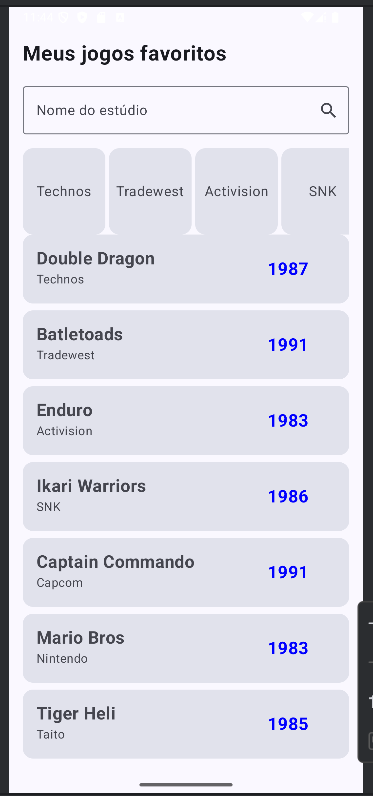 Meus jogos favoritos
Nome do estúdio
Technos Tradewest Activision SNK
Double Dragon
Technos
1987
Batletoads
Tradewest
1991
Enduro
Activision
1983
Ikari Warriors
SNK
1986
Captain Commando
Capcom
1991
Mario Bros
Nintendo
1983
Tiger Heli
Taito
1985